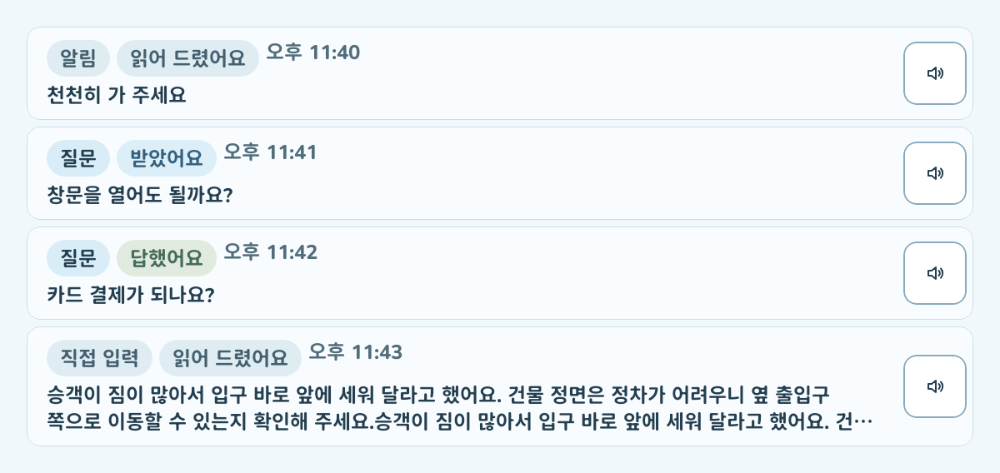 알림 읽어 드렸어요 오후 11:40
천천히 가 주세요
질문 받았어요 오후 11:41
창문을 열어도 될까요?
질문 답했어요 오후 11:42
카드 결제가 되나요?
직접 입력 읽어 드렸어요 오후 11:43
승객이 짐이 많아서 입구 바로 앞에 세워 달라고 했어요. 건물 정면은 정차가 어려우니 옆 출입구
쪽으로 이동할 수 있는지 확인해 주세요.승객이 짐이 많아서 입구 바로 앞에 세워 달라고 했어요. 건…